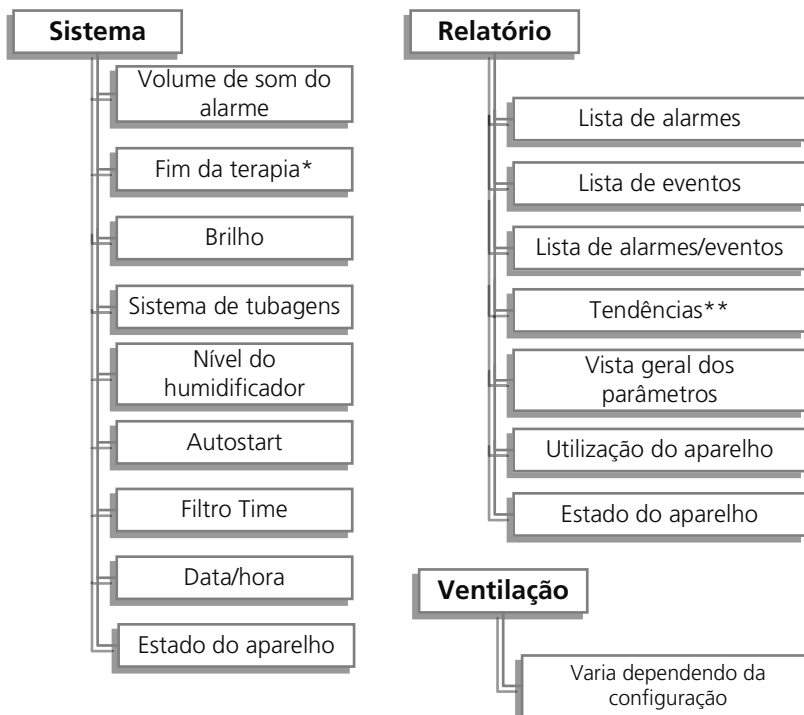 Sistema
Volume de som do
alarme
Fim da terapia*
Brilho
Sistema de tubagens
Nível do
humidificador
Autostart
Filtro Time
Data/hora
Estado do aparelho
Relatório
Lista de alarmes
Lista de eventos
Lista de alarmes/eventos
Tendências**
Vista geral dos
parâmetros
Utilização do aparelho
Estado do aparelho
Ventilação
Varia dependendo da
configuração